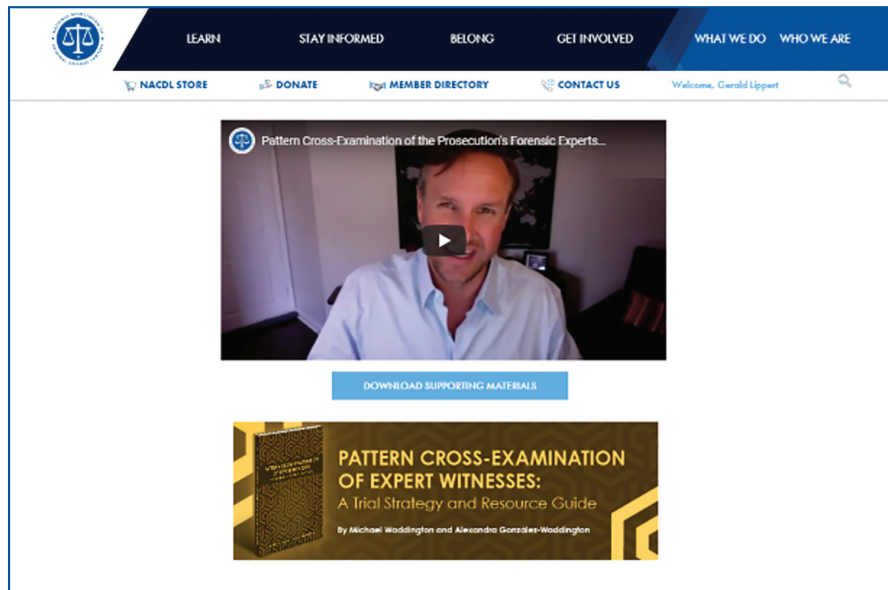 LEARN STAY INFORMED BELONG GET INVOLVED WHAT WE DO WHO WE ARE
NACDL STORE DONATE MEMBER DIRECTORY CONTACT US Welcome, Gerald Lippert
Pattern Cross-Examination of the Prosecution's Forensic Experts...
DOWNLOAD SUPPORTING MATERIALS
PATTERN CROSS-EXAMINATION
OF EXPERT WITNESSES:
A Trial Strategy and Resource Guide
By Michael Waddington and Alexandra González-Waddington